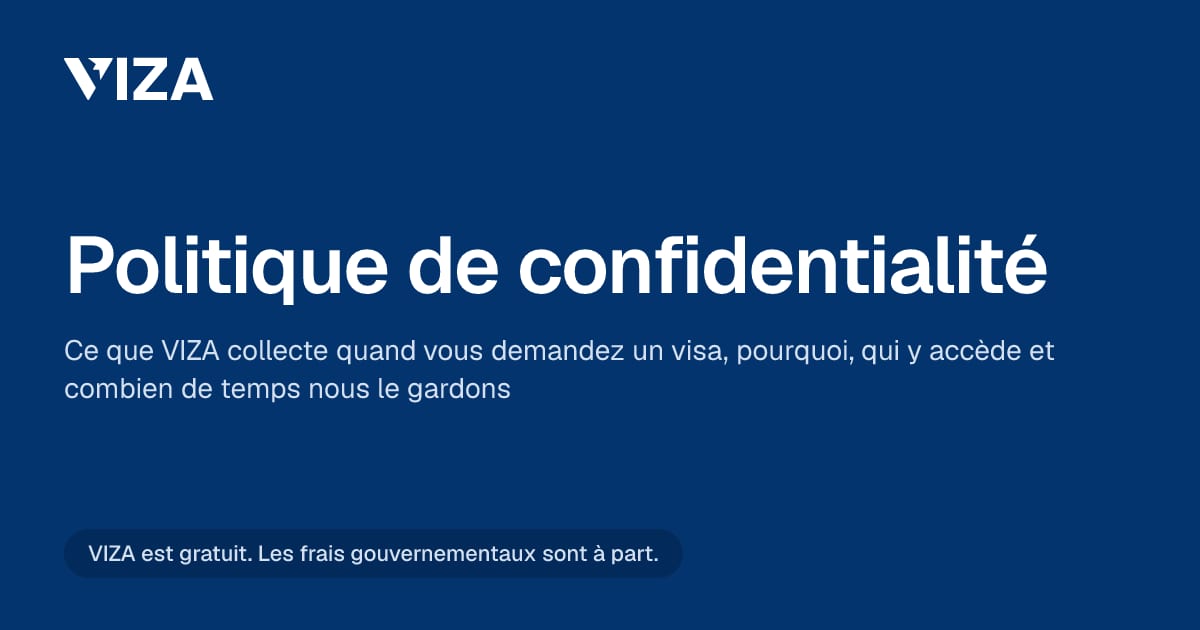 VIZA
Politique de confidentialité
Ce que VIZA collecte quand vous demandez un visa, pourquoi, qui y accède et
combien de temps nous le gardons
VIZA est gratuit. Les frais gouvernementaux sont à part.